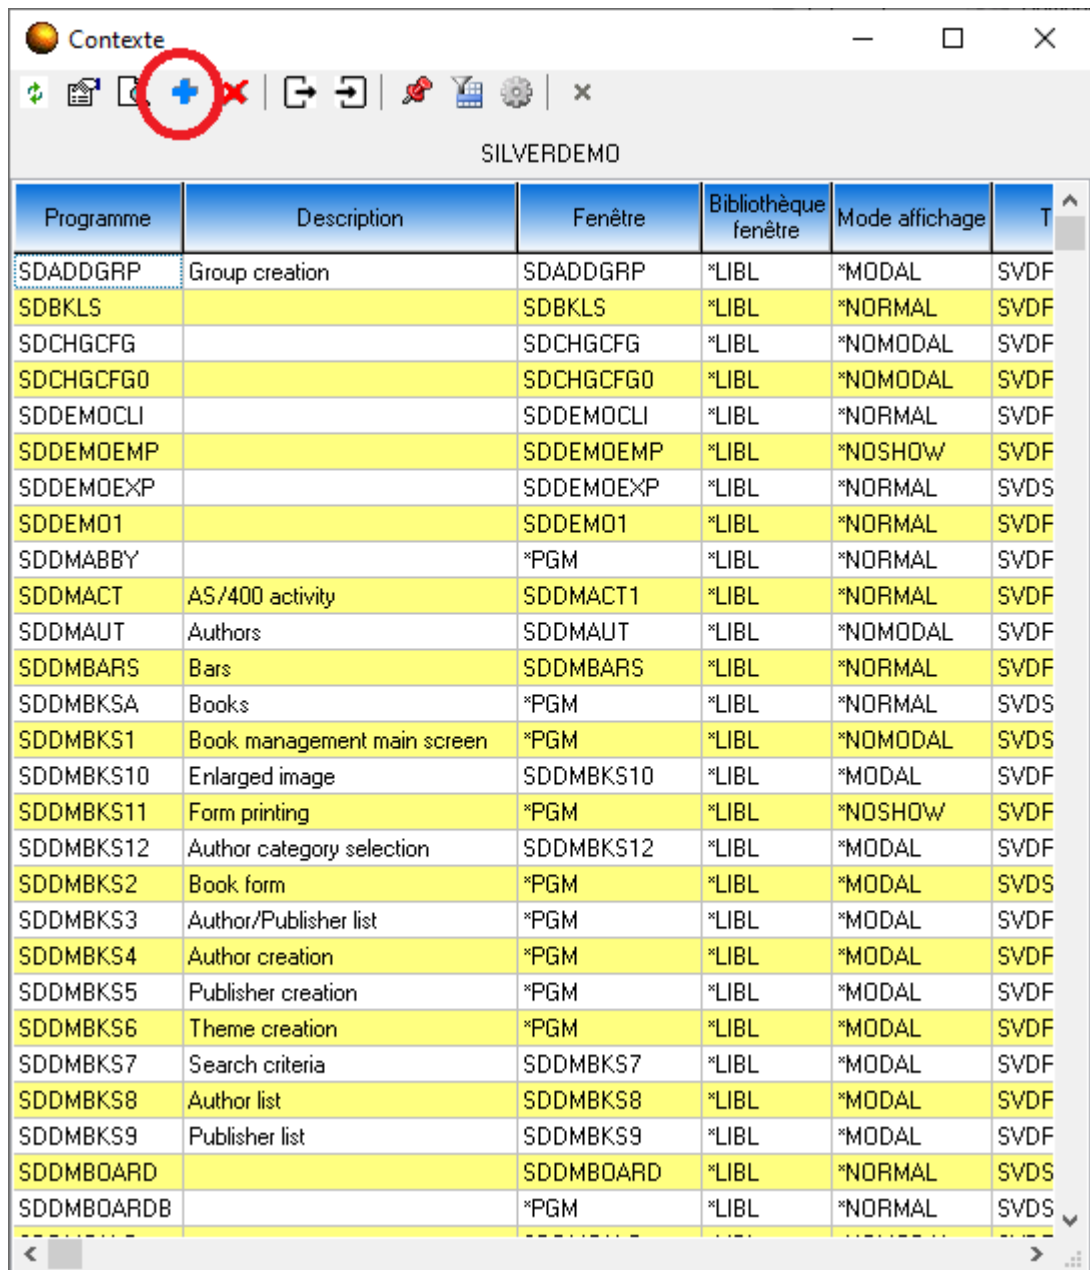 Contexte
SILVERDEMO
Programme Description Fenêtre Bibliothèque fenêtre Mode affichage T
SDADDGRP Group creation SDADDGRP *LIBL *MODAL SVDF
SDBKLS SDBKLS *LIBL *NORMAL SVDF
SDCHGCFG SDCHGCFG *LIBL *NOMODAL SVDF
SDCHGCFG0 SDCHGCFG0 *LIBL *NOMODAL SVDF
SDDEMOCLI SDDEMOCLI *LIBL *NORMAL SVDF
SDDEMOEMP SDDEMOEMP *LIBL *NOSHOW SVDF
SDDEMOEXP SDDEMOEXP *LIBL *NORMAL SVDS
SDDEMO1 SDDEMO1 *LIBL *NORMAL SVDF
SDDMABBY *PGM *LIBL *NORMAL SVDF
SDDMACT AS/400 activity SDDMACT1 *LIBL *NORMAL SVDF
SDDMAUT Authors SDDMAUT *LIBL *NOMODAL SVDF
SDDMBARS Bars SDDMBARS *LIBL *NORMAL SVDF
SDDMBKSA Books *PGM *LIBL *NORMAL SVDS
SDDMBKS1 Book management main screen *PGM *LIBL *NOMODAL SVDS
SDDMBKS10 Enlarged image SDDMBKS10 *LIBL *MODAL SVDF
SDDMBKS11 Form printing *PGM *LIBL *NOSHOW SVDF
SDDMBKS12 Author category selection SDDMBKS12 *LIBL *MODAL SVDF
SDDMBKS2 Book form *PGM *LIBL *MODAL SVDS
SDDMBKS3 Author/Publisher list *PGM *LIBL *MODAL SVDF
SDDMBKS4 Author creation *PGM *LIBL *MODAL SVDF
SDDMBKS5 Publisher creation *PGM *LIBL *MODAL SVDF
SDDMBKS6 Theme creation *PGM *LIBL *MODAL SVDF
SDDMBKS7 Search criteria SDDMBKS7 *LIBL *MODAL SVDF
SDDMBKS8 Author list SDDMBKS8 *LIBL *MODAL SVDF
SDDMBKS9 Publisher list SDDMBKS9 *LIBL *MODAL SVDF
SDDMBOARD SDDMBOARD *LIBL *NORMAL SVDS
SDDMBOARDB *PGM *LIBL *NORMAL SVDS